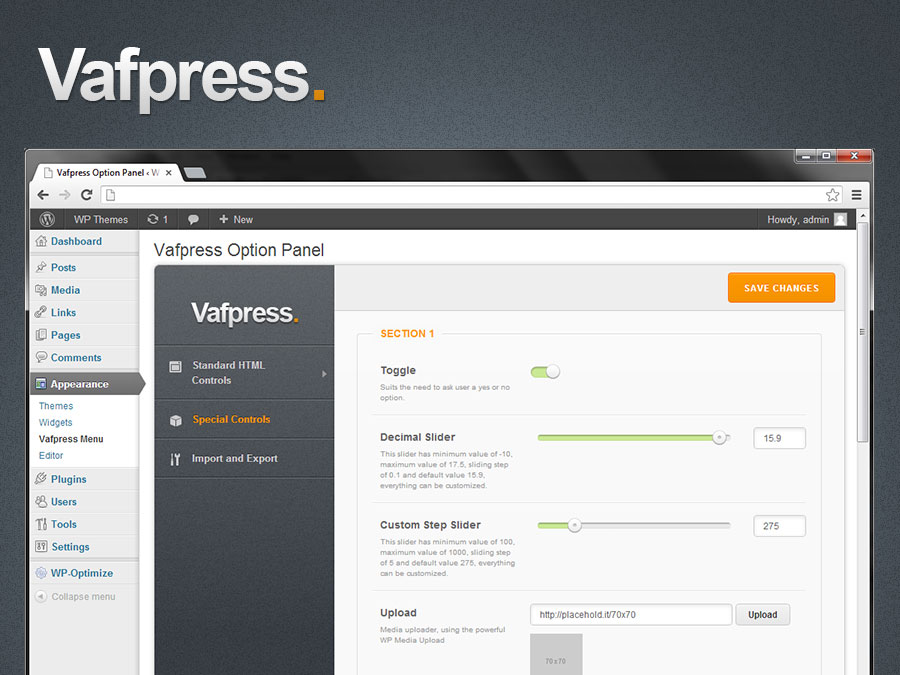 Vafpress.
Vafpress Option Panel ‹ W
WP Themes
1
New
Howdy, admin
Dashboard
Posts
Media
Links
Pages
Comments
Appearance
Themes
Widgets
Vafpress Menu
Editor
Plugins
Users
Tools
Settings
WP-Optimize
Collapse menu
Vafpress Option Panel
Vafpress.
Standard HTML
Controls
Special Controls
Import and Export
SAVE CHANGES
SECTION 1
Toggle
Suits the need to ask user a yes or no
option.
Decimal Slider
This slider has minimum value of -10,
maximum value of 17.5, sliding step
of 0.1 and default value 15.9,
everything can be customized.
15.9
Custom Step Slider
This slider has minimum value of 100,
maximum value of 1000, sliding step
of 5 and default value 275, everything
can be customized.
275
Upload
Media uploader, using the powerful
WP Media Upload
http://placehold.it/70x70
Upload
70x70